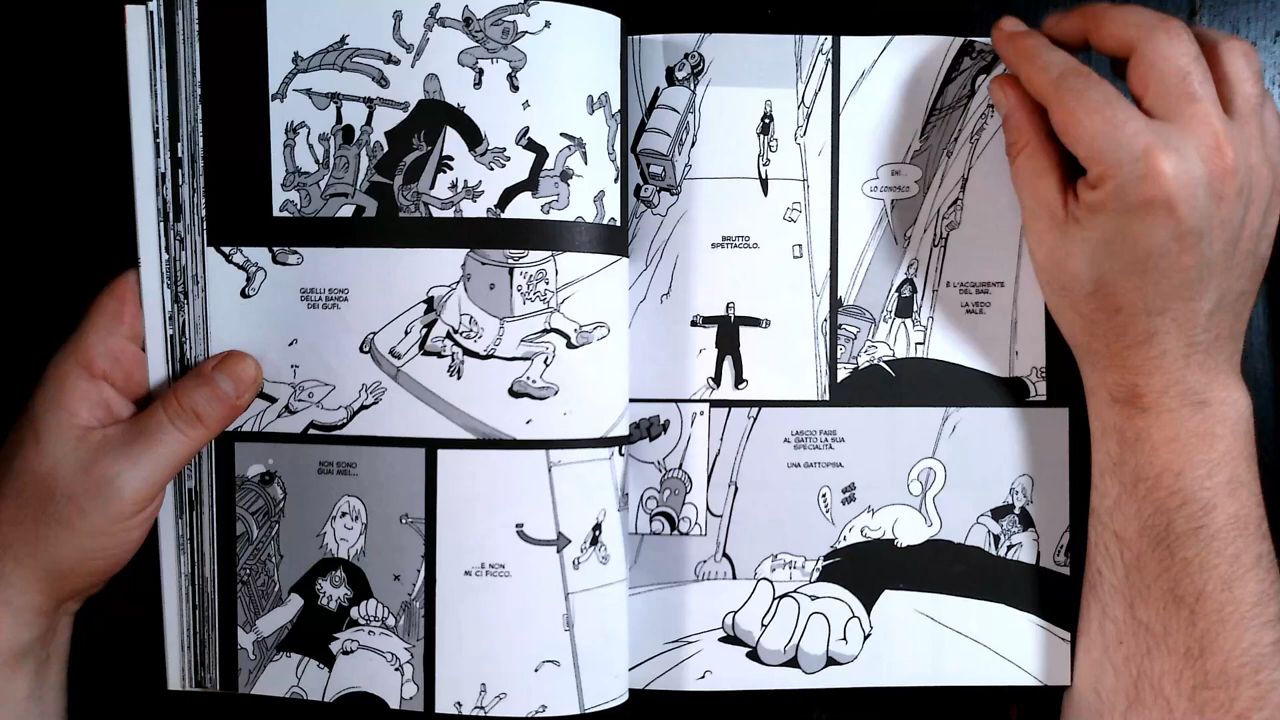 QUELLI SONO
DELLA BANDA
DEI GUFI.
NON SONO
GUAI MIEI...
...E NON
MI CI FICCO.
BRUTTO
SPETTACOLO.
EHI...
LO CONOSCO.
È L'ACQUIRENTE
DEL BAR.
LA VEDO
MALE.
LASCIO FARE
AL GATTO LA SUA
SPECIALITÀ.
UNA GATTOPSIA.